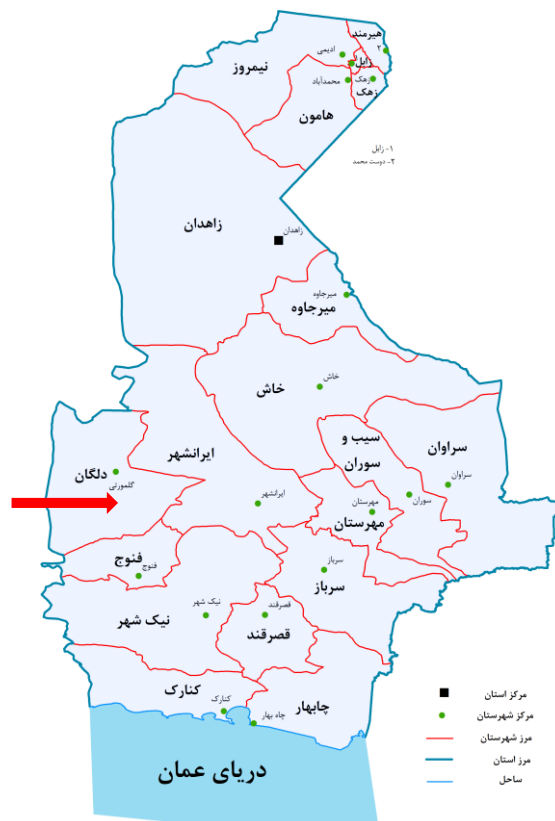 هیرمند
۲
ادیمی
زابل
۱
نیمروز
زهک
محمدآباد
زهک
هامون
۱- زابل
۲- دوست محمد
زاهدان
زاهدان
میرجاوه
میرجاوه
خاش
خاش
سیب و
سوران
سراوان
ایرانشهر
دلگان
گلمورتی
سراوان
سوران
ایرانشهر
مهرستان
مهرستان
فنوج
فنوج
سرباز
سرباز
نیک شهر
نیک شهر
قصرقند
قصرقند
کنارک
کنارک
چابهار
چاه بهار
دریای عمان
مرکز استان
مرکز شهرستان
مرز شهرستان
مرز استان
ساحل